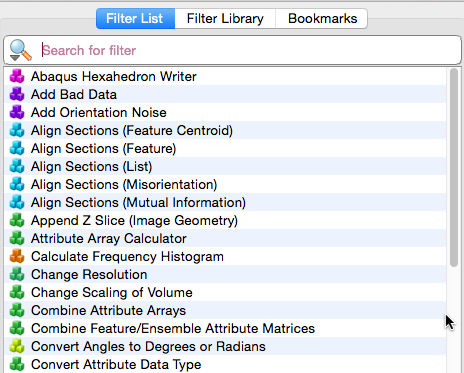 Filter List Filter Library Bookmarks
Search for filter
Abaqus Hexahedron Writer
Add Bad Data
Add Orientation Noise
Align Sections (Feature Centroid)
Align Sections (Feature)
Align Sections (List)
Align Sections (Misorientation)
Align Sections (Mutual Information)
Append Z Slice (Image Geometry)
Attribute Array Calculator
Calculate Frequency Histogram
Change Resolution
Change Scaling of Volume
Combine Attribute Arrays
Combine Feature/Ensemble Attribute Matrices
Convert Angles to Degrees or Radians
Convert Attribute Data Type